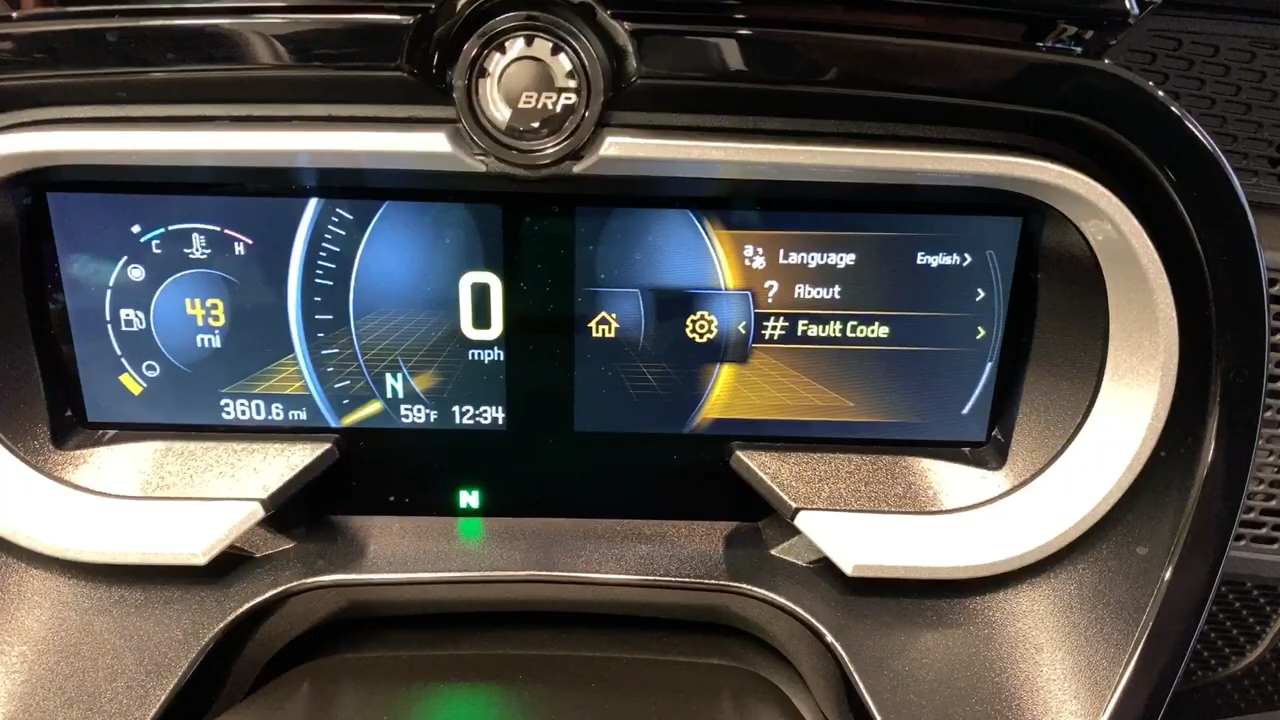 BRP
C H
43
mi
0
mph
N
360.6 mi
59°F 12:34
Language English
? About
# Fault Code
N